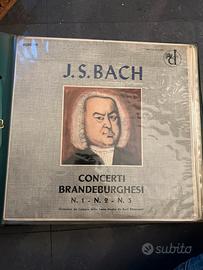 J.S. BACH
CONCERTI
BRANDEBURGHESI
N. 1 - N. 2 - N. 3
subito